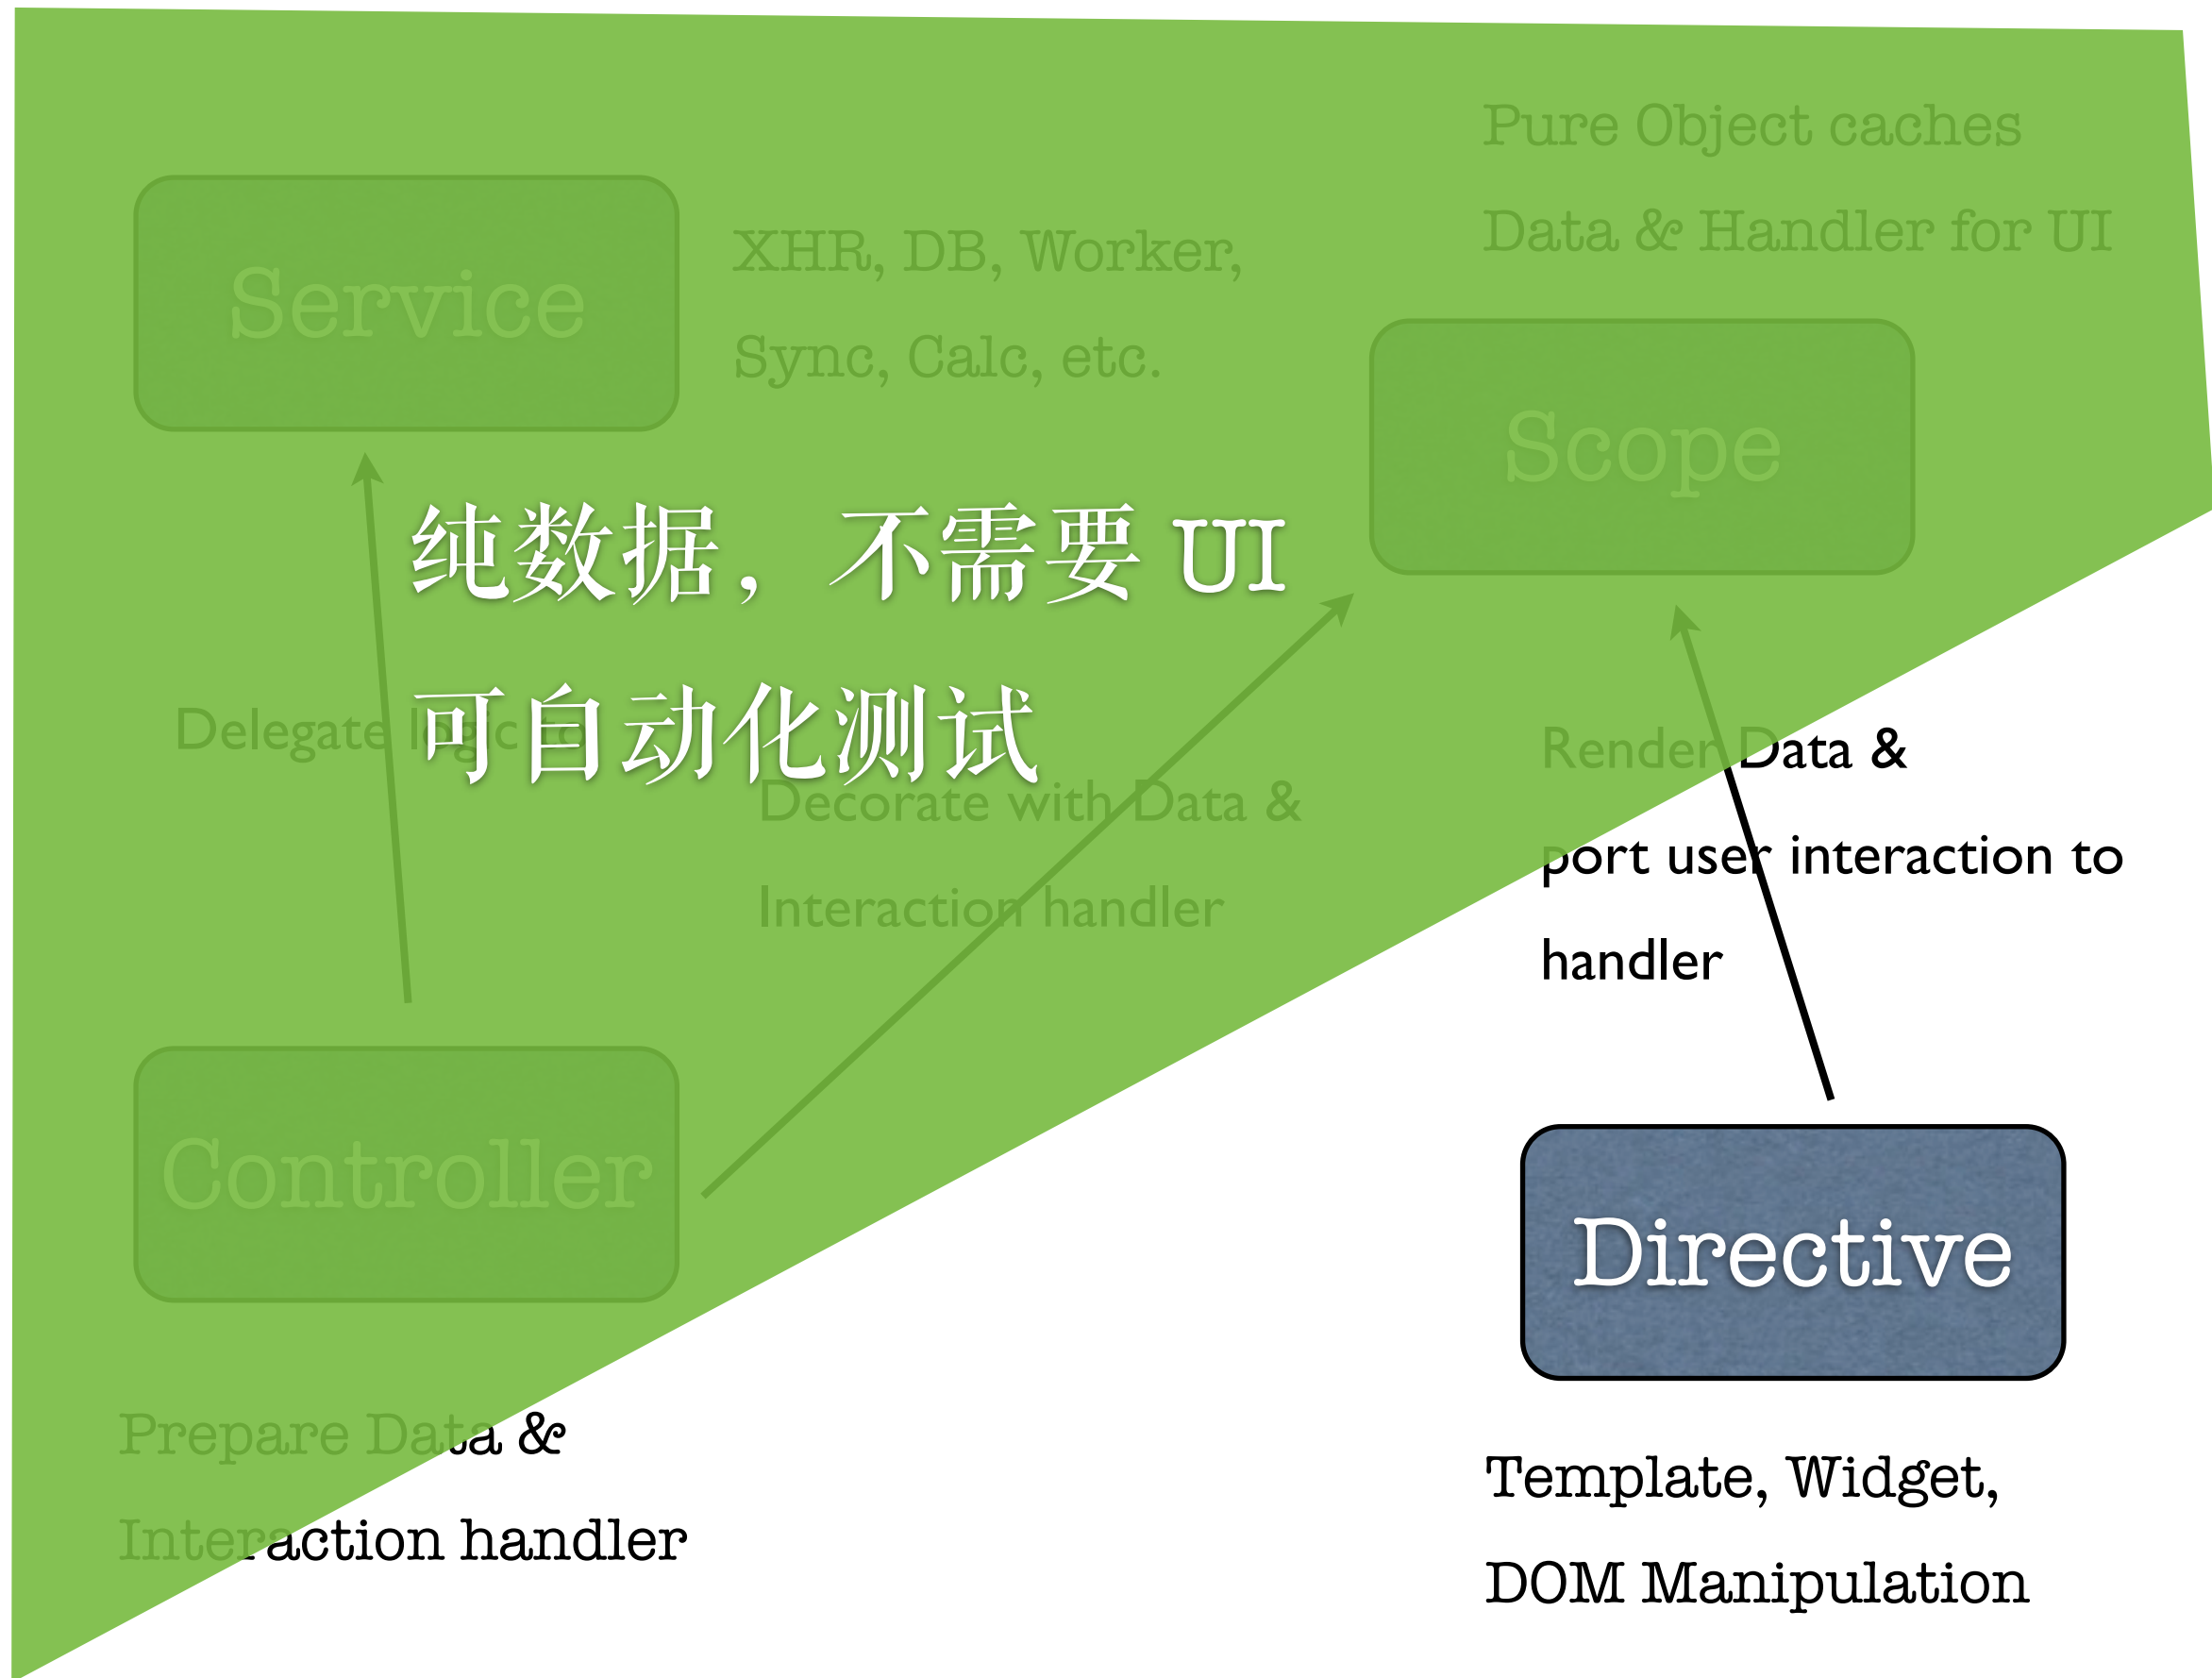 Pure Object caches
Data & Handler for UI
Service
XHR, DB, Worker,
Sync, Calc, etc.
Scope
纯数据，不需要 UI
可自动化测试
Delegate logic to
Decorate with Data &
Interaction handler
Render Data &
port user interaction to
handler
Controller
Directive
Prepare Data &
Interaction handler
Template, Widget,
DOM Manipulation